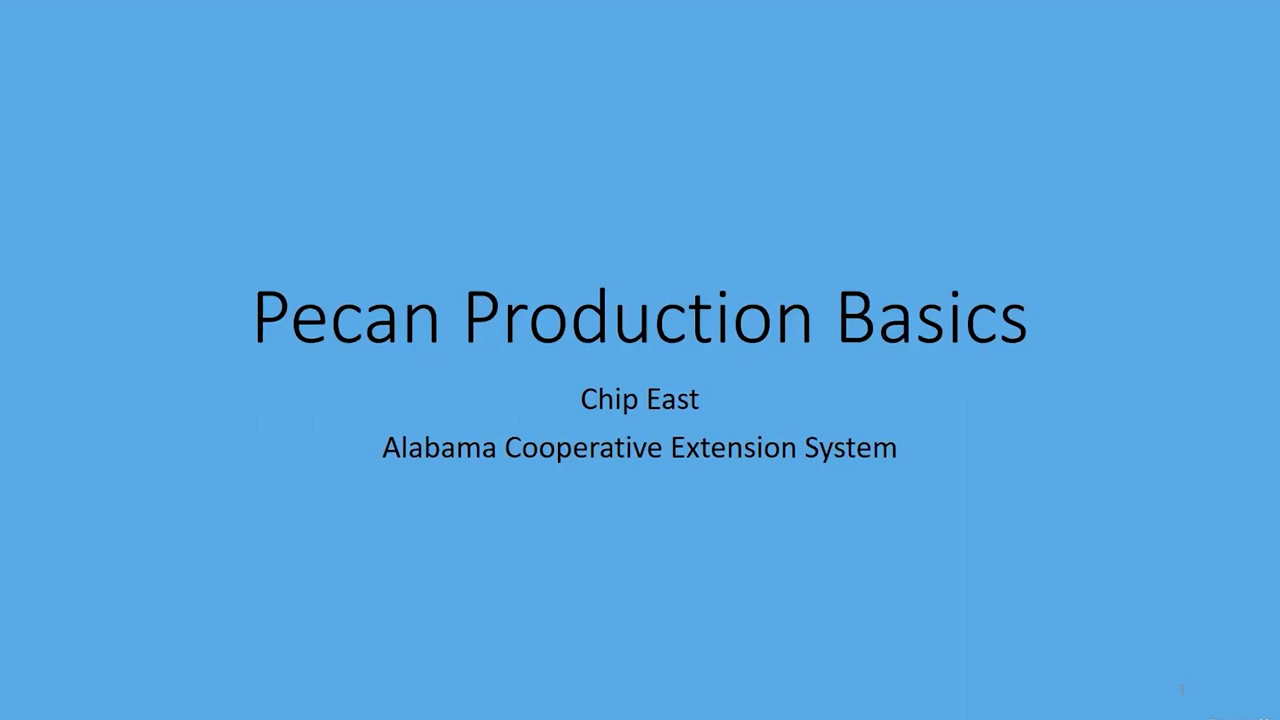 Pecan Production Basics
Chip East
Alabama Cooperative Extension System